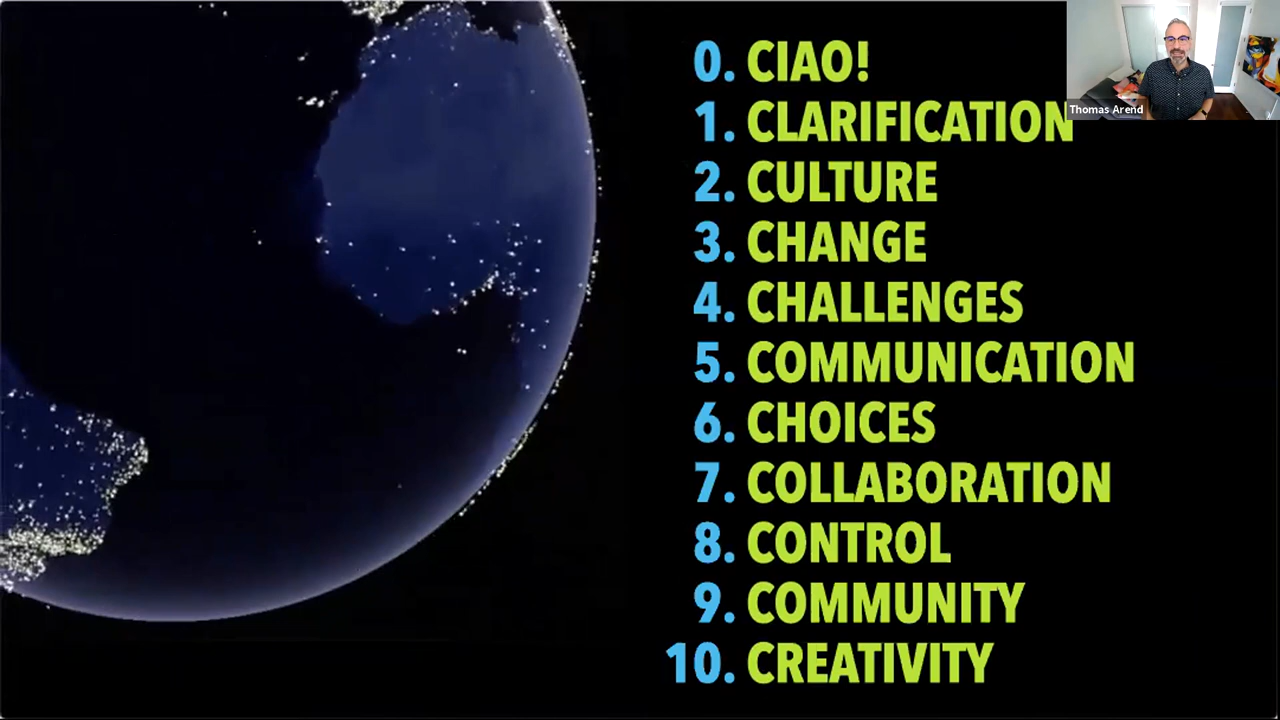 0. CIAO!
1. CLARIFICATION
2. CULTURE
3. CHANGE
4. CHALLENGES
5. COMMUNICATION
6. CHOICES
7. COLLABORATION
8. CONTROL
9. COMMUNITY
10. CREATIVITY
Thomas Arend